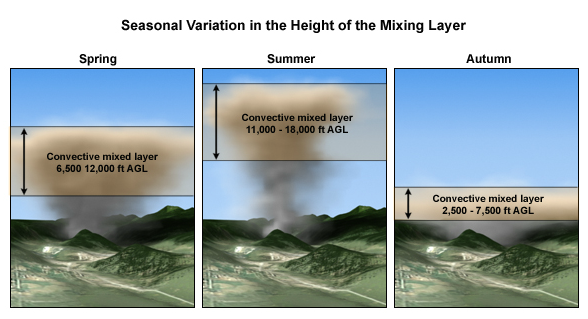 Seasonal Variation in the Height of the Mixing Layer
Spring
Convective mixed layer
6,500 12,000 ft AGL
Summer
Convective mixed layer
11,000 - 18,000 ft AGL
Autumn
Convective mixed layer
2,500 - 7,500 ft AGL